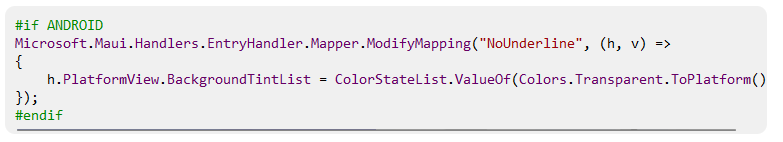 #if ANDROID
Microsoft.Maui.Handlers.EntryHandler.Mapper.ModifyMapping("NoUnderline", (h, v) =>
{
    h.PlatformView.BackgroundTintList = ColorStateList.ValueOf(Colors.Transparent.ToPlatform()
});
#endif